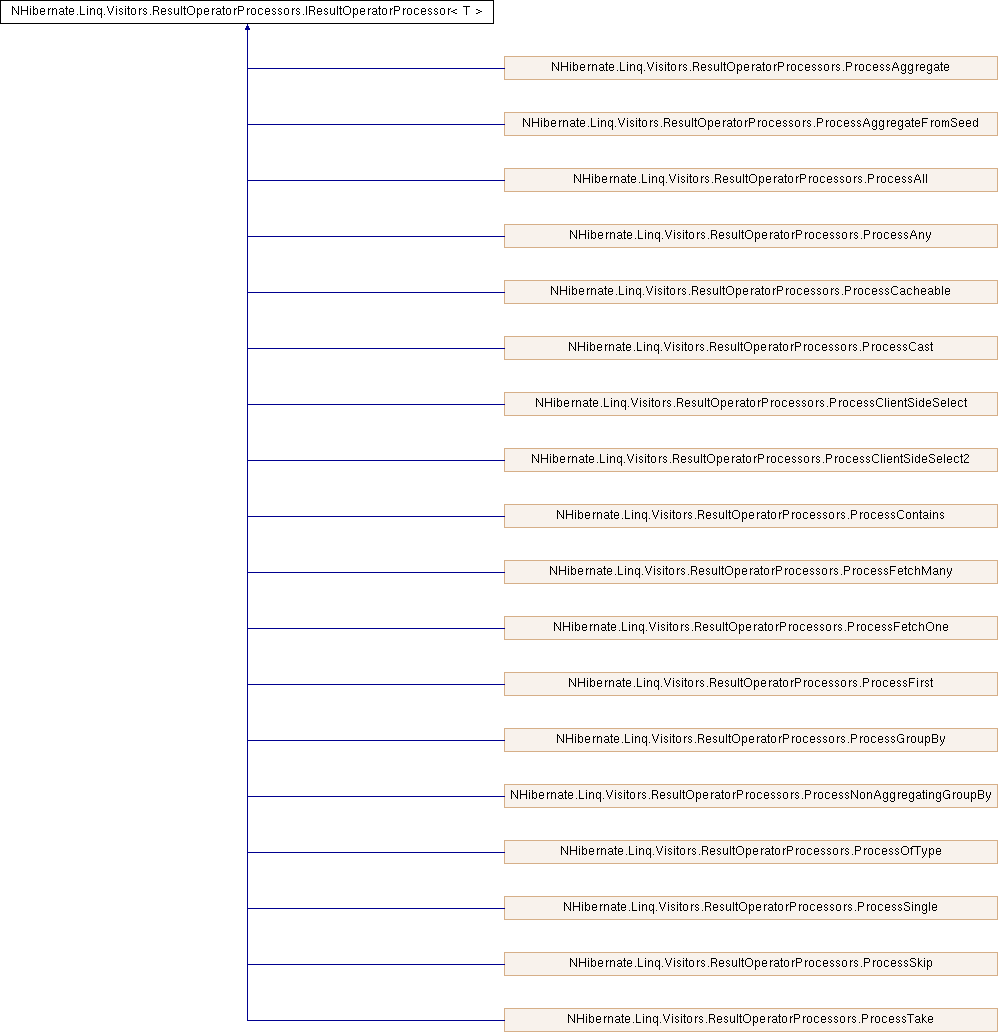 NHibernate.Linq.Visitors.ResultOperatorProcessors.IResultOperatorProcessor< T >
NHibernate.Linq.Visitors.ResultOperatorProcessors.ProcessAggregate
NHibernate.Linq.Visitors.ResultOperatorProcessors.ProcessAggregateFromSeed
NHibernate.Linq.Visitors.ResultOperatorProcessors.ProcessAll
NHibernate.Linq.Visitors.ResultOperatorProcessors.ProcessAny
NHibernate.Linq.Visitors.ResultOperatorProcessors.ProcessCacheable
NHibernate.Linq.Visitors.ResultOperatorProcessors.ProcessCast
NHibernate.Linq.Visitors.ResultOperatorProcessors.ProcessClientSideSelect
NHibernate.Linq.Visitors.ResultOperatorProcessors.ProcessClientSideSelect2
NHibernate.Linq.Visitors.ResultOperatorProcessors.ProcessContains
NHibernate.Linq.Visitors.ResultOperatorProcessors.ProcessFetchMany
NHibernate.Linq.Visitors.ResultOperatorProcessors.ProcessFetchOne
NHibernate.Linq.Visitors.ResultOperatorProcessors.ProcessFirst
NHibernate.Linq.Visitors.ResultOperatorProcessors.ProcessGroupBy
NHibernate.Linq.Visitors.ResultOperatorProcessors.ProcessNonAggregatingGroupBy
NHibernate.Linq.Visitors.ResultOperatorProcessors.ProcessOfType
NHibernate.Linq.Visitors.ResultOperatorProcessors.ProcessSingle
NHibernate.Linq.Visitors.ResultOperatorProcessors.ProcessSkip
NHibernate.Linq.Visitors.ResultOperatorProcessors.ProcessTake